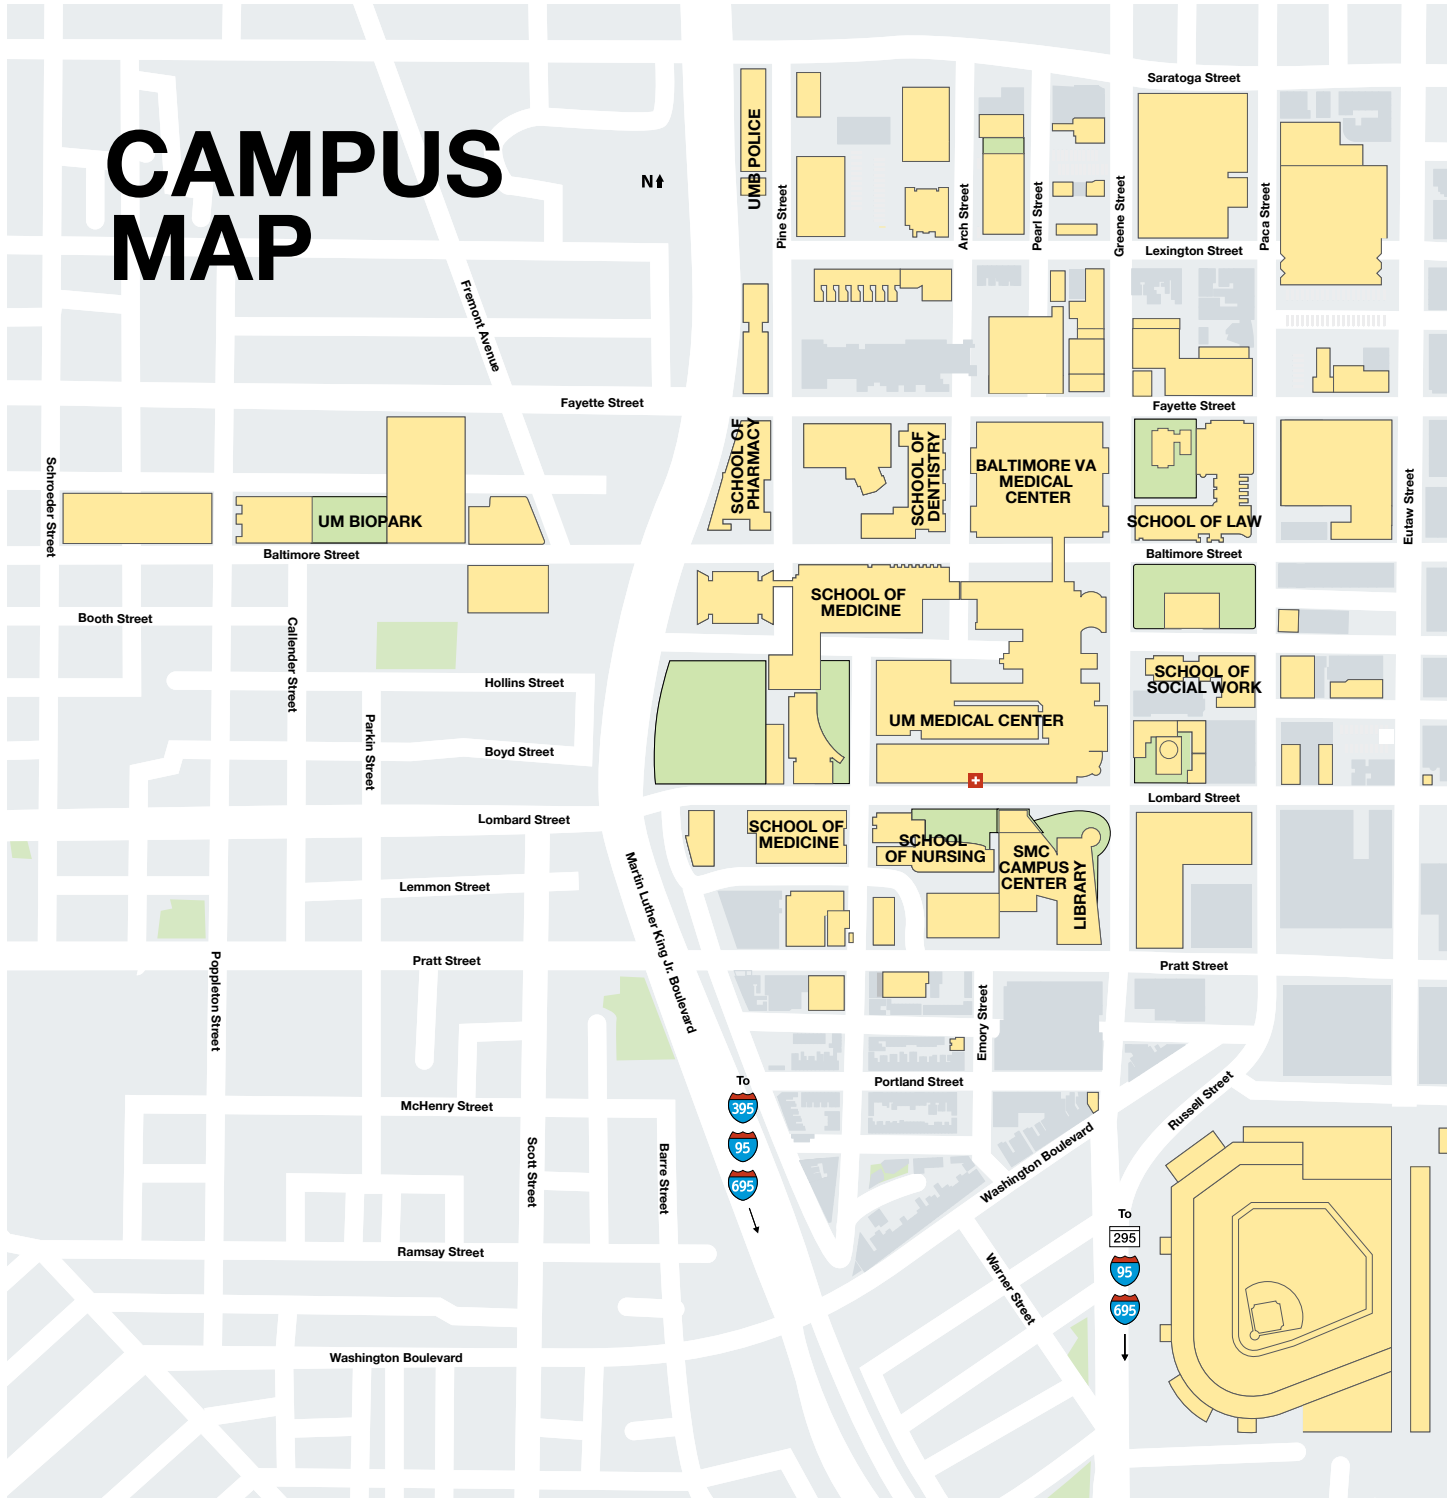 CAMPUS
MAP
N
Saratoga Street
UMB POLICE
Pine Street
Arch Street
Pearl Street
Greene Street
Paca Street
Lexington Street
Fremont Avenue
Fayette Street
Fayette Street
Schroeder Street
UM BIOPARK
Baltimore Street
SCHOOL OF
PHARMACY
SCHOOL OF
DENTISTRY
BALTIMORE VA
MEDICAL
CENTER
SCHOOL OF LAW
Baltimore Street
Eutaw Street
Booth Street
Callender Street
SCHOOL OF
MEDICINE
Hollins Street
SCHOOL OF
SOCIAL WORK
Parkin Street
Boyd Street
UM MEDICAL CENTER
Lombard Street
Lombard Street
SCHOOL OF
MEDICINE
SCHOOL
OF NURSING
SMC
CAMPUS
CENTER
LIBRARY
Lemmon Street
Martin Luther King Jr. Boulevard
Poppleton Street
Pratt Street
Pratt Street
Emory Street
Portland Street
To
395
95
695
McHenry Street
Scott Street
Barre Street
Russell Street
Washington Boulevard
Ramsay Street
Warner Street
To
295
95
695
Washington Boulevard